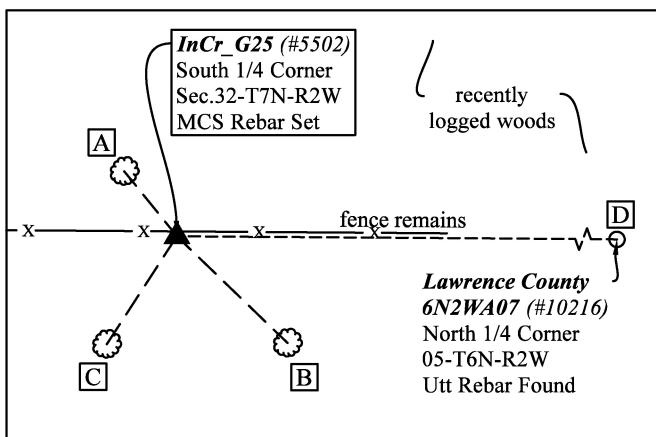 InCr_G25 (#5502)
South 1/4 Corner
Sec.32-T7N-R2W
MCS Rebar Set
recently
logged woods
A
x x x x
fence remains
D
Lawrence County
6N2WA07 (#10216)
North 1/4 Corner
05-T6N-R2W
Utt Rebar Found
C
B